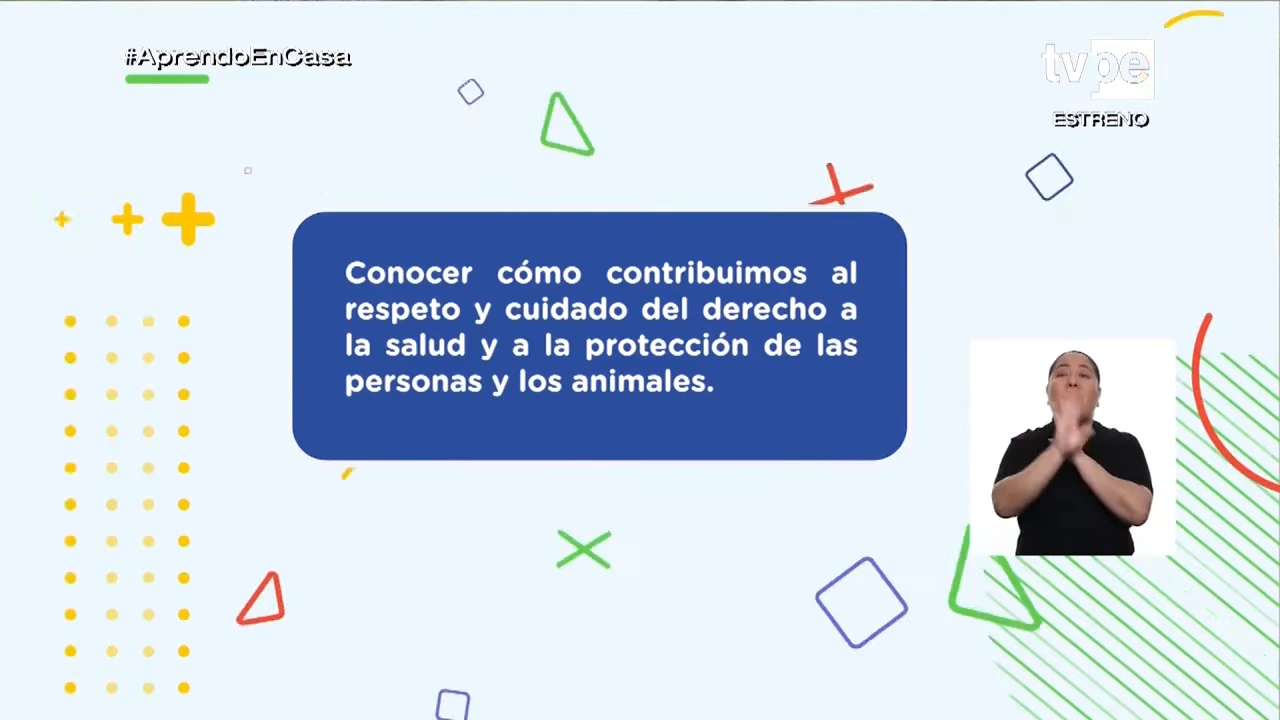 #AprendoEnCasa
tvpe
ESTRENO
Conocer cómo contribuimos al
respeto y cuidado del derecho a
la salud y a la protección de las
personas y los animales.